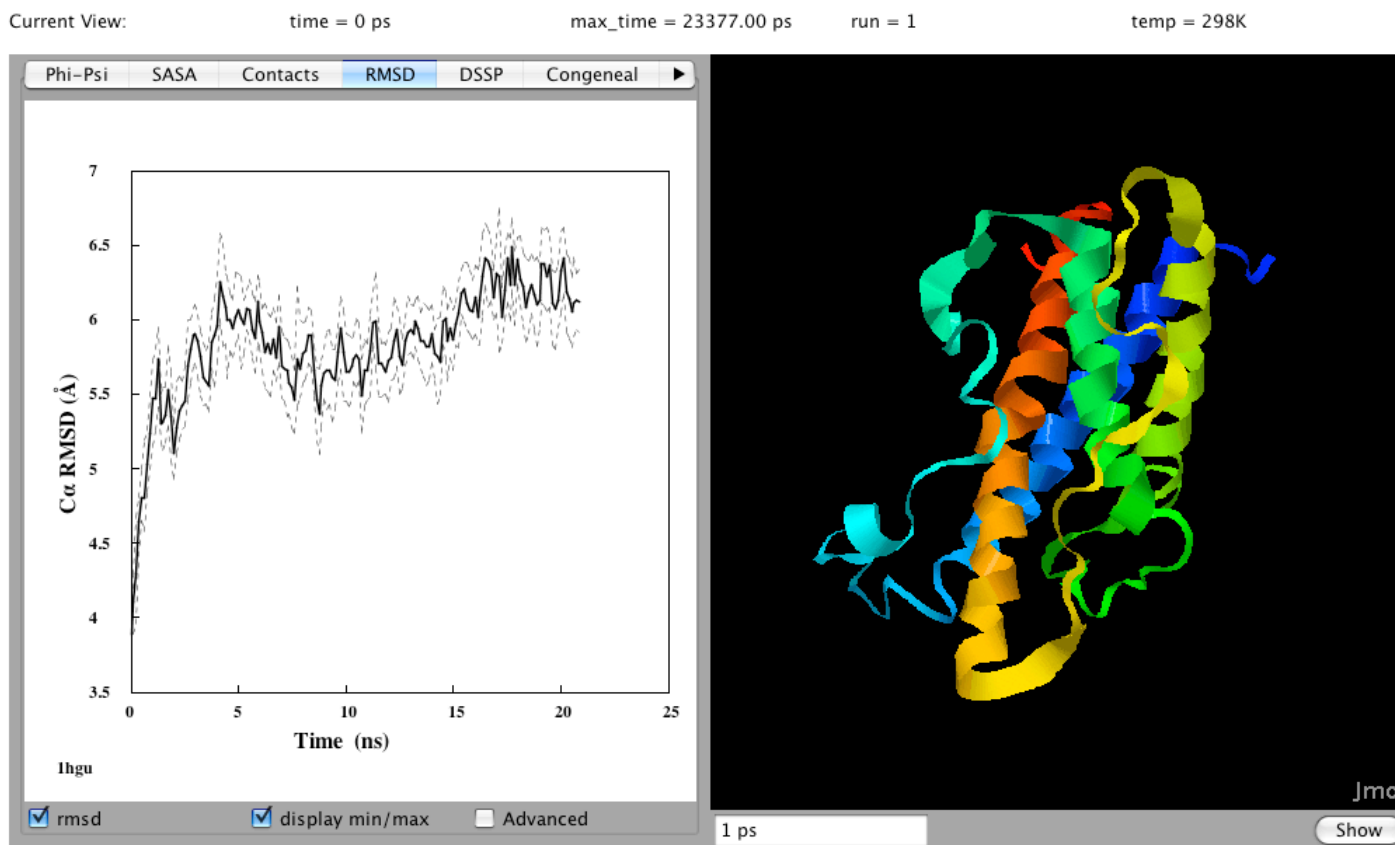 Current View: time = 0 ps max_time = 23377.00 ps run = 1 temp = 298K
Phi-Psi SASA Contacts RMSD DSSP Congeneal
7
6.5
6
5.5
5
4.5
4
3.5
Cα RMSD (Å)
0 5 10 15 20 25
Time (ns)
1hgu
rmsd display min/max Advanced
Jmo
1 ps Show